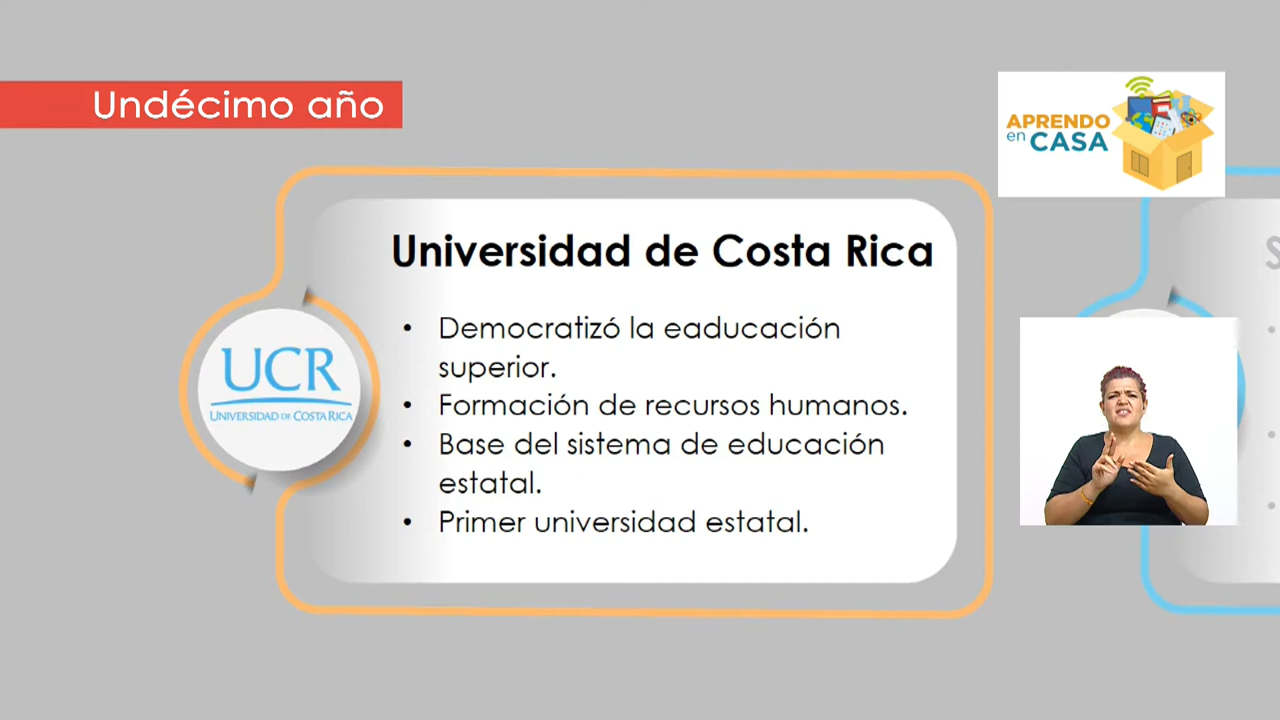 Undécimo año
APRENDO
en CASA
Universidad de Costa Rica
• Democratizó la eaducación
superior.
• Formación de recursos humanos.
• Base del sistema de educación
estatal.
• Primer universidad estatal.
UCR
UNIVERSIDAD DE COSTA RICA